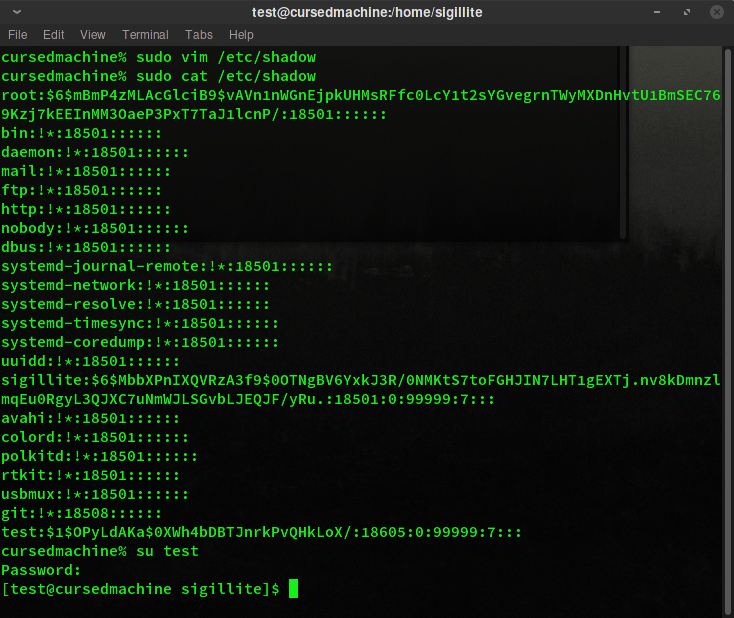 test@cursedmachine:/home/sigillite
File Edit View Terminal Tabs Help
cursedmachine% sudo vim /etc/shadow
cursedmachine% sudo cat /etc/shadow
root:$6$mBmP4zMLAcGlciB9$vAVn1nWGnEjpkUHMsRFfc0LcY1t2sYGvegrnTWyMXDnHvtU1BmSEC76
9Kzj7kEEInMM3OaeP3PxT7TaJ1lcnP/:18501::::::
bin:!*:18501::::::
daemon:!*:18501::::::
mail:!*:18501::::::
ftp:!*:18501::::::
http:!*:18501::::::
nobody:!*:18501::::::
dbus:!*:18501::::::
systemd-journal-remote:!*:18501::::::
systemd-network:!*:18501::::::
systemd-resolve:!*:18501::::::
systemd-timesync:!*:18501::::::
systemd-coredump:!*:18501::::::
uuidd:!*:18501::::::
sigillite:$6$MbbXPnIXQVRzA3f9$0OTNgBV6YxkJ3R/0NMKtS7toFGHJIN7LHT1gEXTj.nv8kDmnzl
mqEu0RgyL3QJXC7uNmWJLSGvbLJEQJF/yRu.:18501:0:99999:7:::
avahi:!*:18501::::::
colord:!*:18501::::::
polkitd:!*:18501::::::
rtkit:!*:18501::::::
usbmux:!*:18501::::::
git:!*:18508::::::
test:$1$OPyLdAKa$0XWh4bDBTJnrkPvQHkLoX/:18605:0:99999:7:::
cursedmachine% su test
Password:
[test@cursedmachine sigillite]$